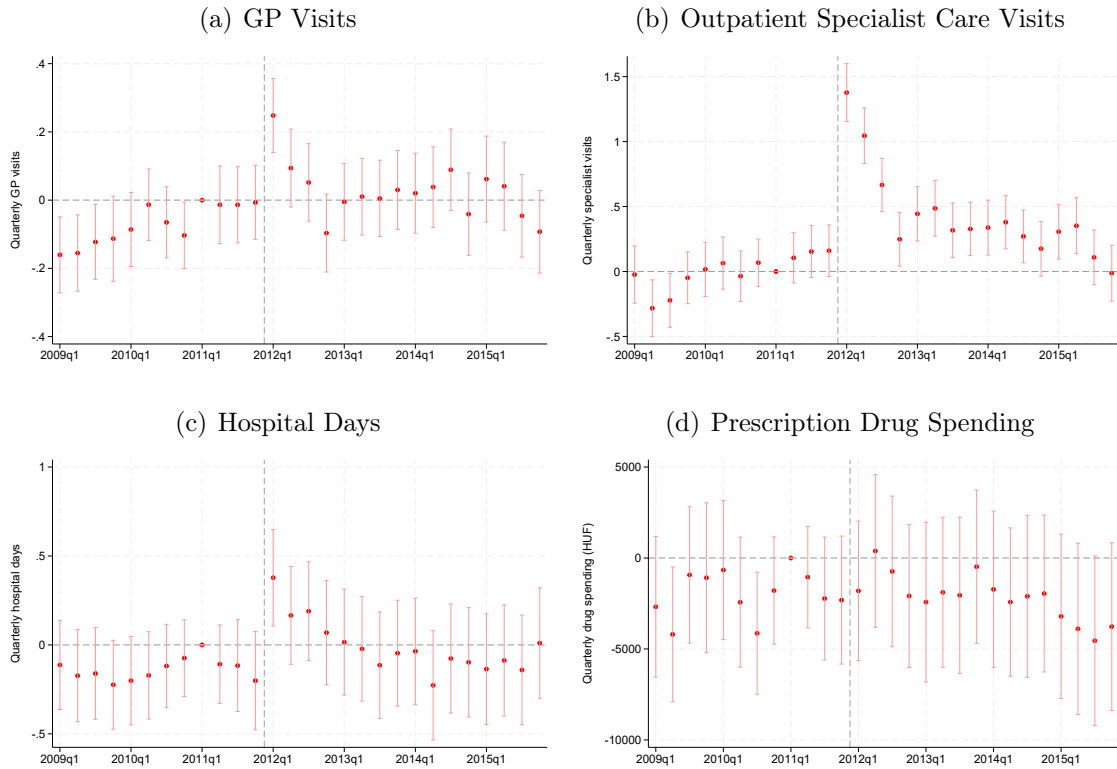 (a) GP Visits
Quarterly GP visits
.4
.2
0
-.2
-.4
2009q1 2010q1 2011q1 2012q1 2013q1 2014q1 2015q1
(b) Outpatient Specialist Care Visits
Quarterly specialist visits
1.5
1
.5
0
-.5
2009q1 2010q1 2011q1 2012q1 2013q1 2014q1 2015q1
(c) Hospital Days
Quarterly hospital days
1
.5
0
-.5
2009q1 2010q1 2011q1 2012q1 2013q1 2014q1 2015q1
(d) Prescription Drug Spending
Quarterly drug spending (HUF)
5000
0
-5000
-10000
2009q1 2010q1 2011q1 2012q1 2013q1 2014q1 2015q1